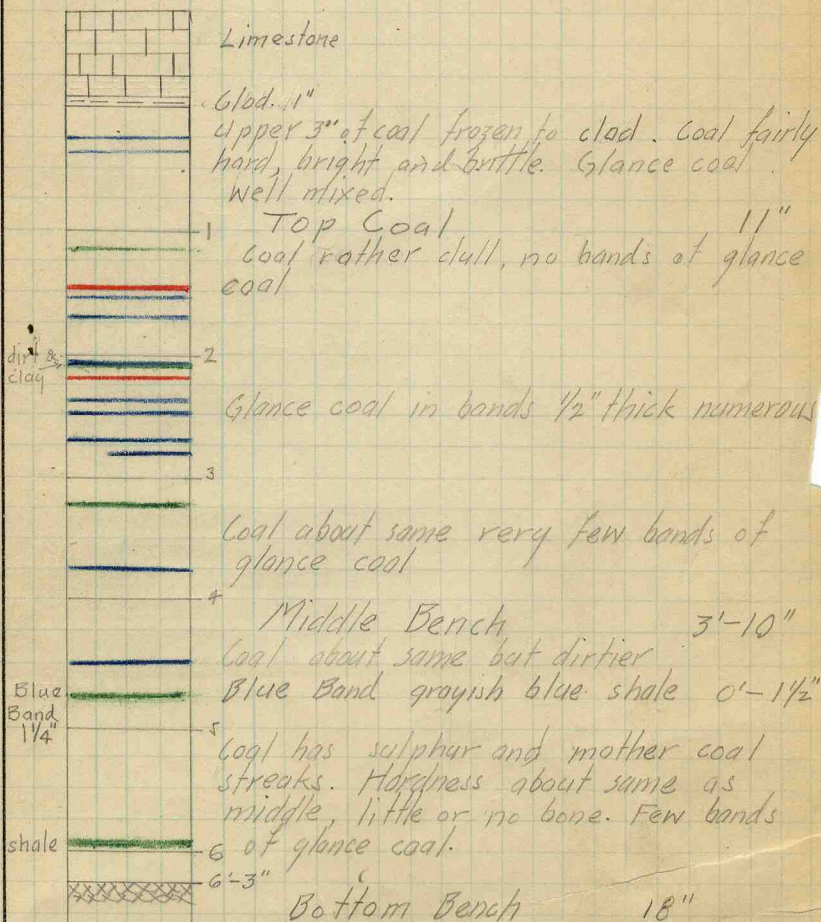 Limestone
Clod. 1"
Upper 3" of coal frozen to clod. Coal fairly
hard, bright and brittle. Glance coal
well mixed.
1
Top Coal 11"
Coal rather dull, no bands of glance
coal
2
dirt &
clay
Glance coal in bands 1/2" thick numerous
3
Coal about same very few bands of
glance coal
4
Middle Bench 3'-10"
Coal about same but dirtier
Blue Band grayish blue shale 0'-1 1/2"
Blue
Band
1 1/4"
5
Coal has sulphur and mother coal
streaks. Hardness about same as
middle, little or no bone. Few bands
of glance coal.
shale
6
6'-3"
Bottom Bench 18"